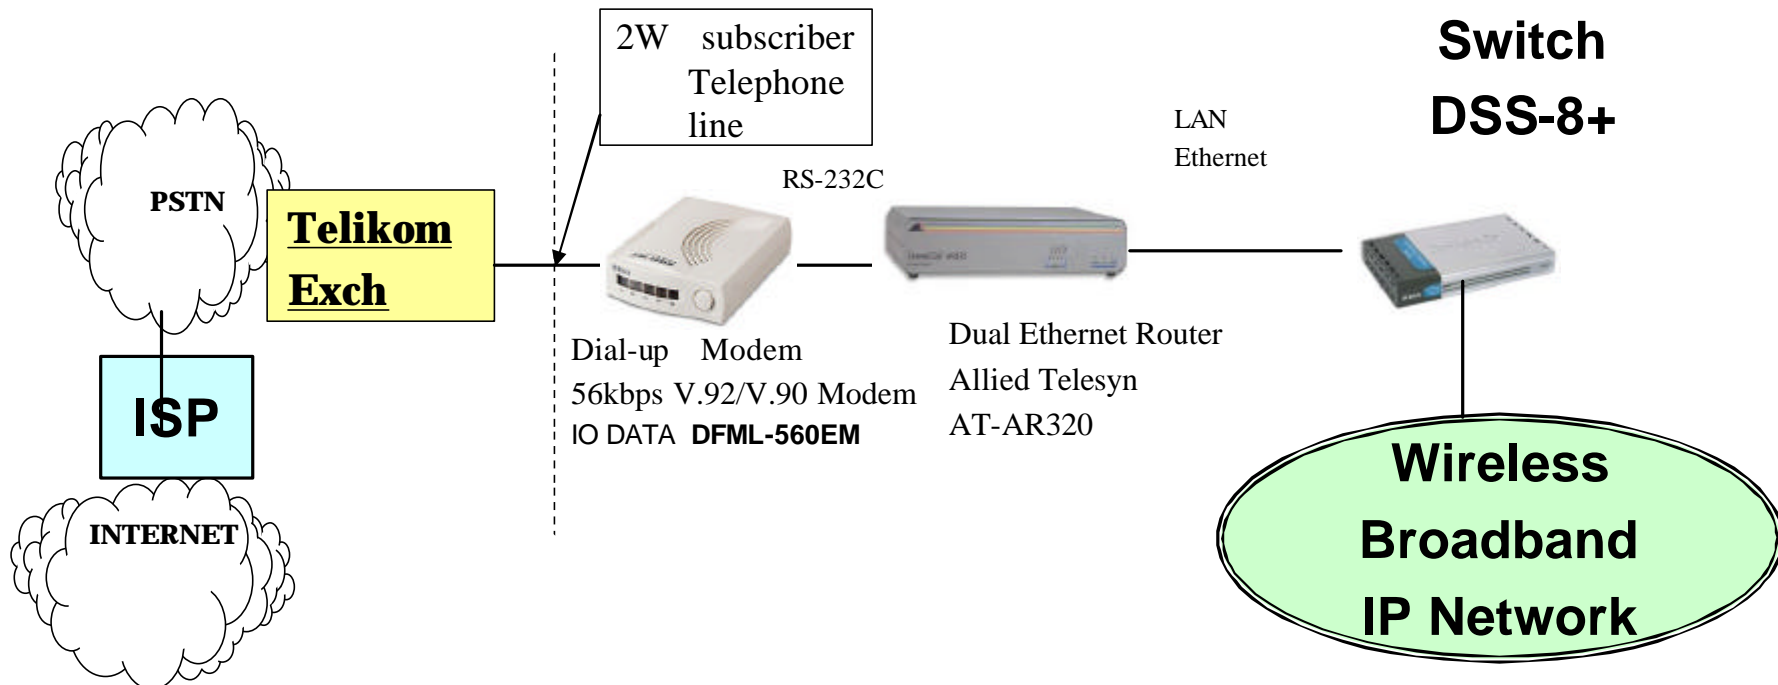 2W subscriber
Telephone
line
Switch
DSS-8+
LAN
Ethernet
RS-232C
PSTN
Telikom
Exch
ISP
INTERNET
Dial-up Modem
56kbps V.92/V.90 Modem
IO DATA DFML-560EM
Dual Ethernet Router
Allied Telesyn
AT-AR320
Wireless
Broadband
IP Network